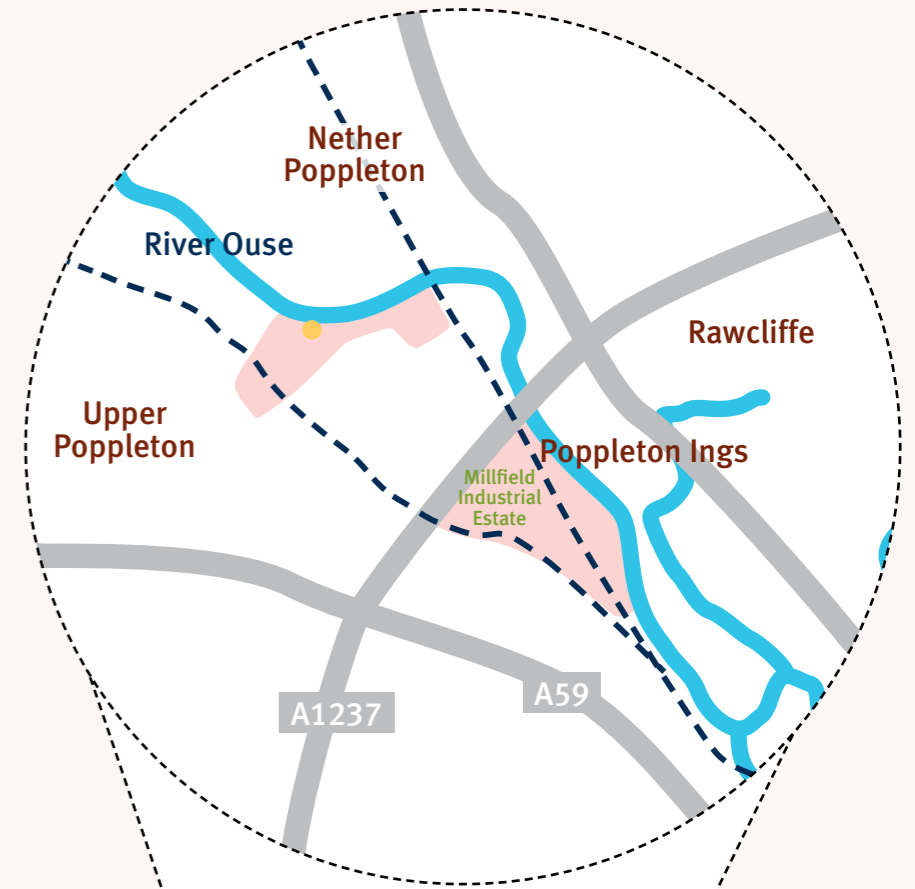 Nether
Poppleton
River Ouse
Rawcliffe
Upper
Poppleton
Poppleton Ings
Millfield
Industrial
Estate
A59
A1237